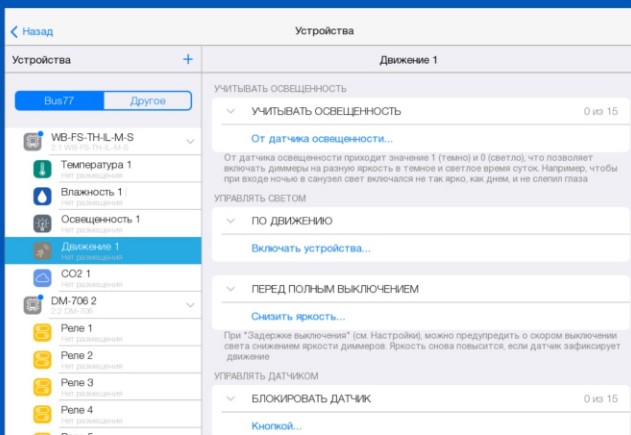 Назад
Устройства
Устройства +
Движение 1
Bus77 Другое
WB-FS-TH-IL-M-S
2:1 WB-FS-TH-IL-M-S
Температура 1
Нет размещения
Влажность 1
Нет размещения
Освещенность 1
Нет размещения
Движение 1
Нет размещения
CO2 1
Нет размещения
DM-706 2
2:2 DM-706
Реле 1
Нет размещения
Реле 2
Нет размещения
Реле 3
Нет размещения
Реле 4
Нет размещения
УЧИТЫВАТЬ ОСВЕЩЕННОСТЬ
УЧИТЫВАТЬ ОСВЕЩЕННОСТЬ 0 из 15
От датчика освещенности...
От датчика освещенности приходит значение 1 (темно) и 0 (светло), что позволяет
включать диммеры на разную яркость в темное и светлое время суток. Например, чтобы
при входе ночью в санузел свет включался не так ярко, как днем, и не слепил глаза
УПРАВЛЯТЬ СВЕТОМ
ПО ДВИЖЕНИЮ
Включать устройства...
ПЕРЕД ПОЛНЫМ ВЫКЛЮЧЕНИЕМ
Снизить яркость...
При "Задержке выключения" (см. Настройки), можно предупредить о скором выключении
света снижением яркости диммеров. Яркость снова повысится, если датчик зафиксирует
движение
УПРАВЛЯТЬ ДАТЧИКОМ
БЛОКИРОВАТЬ ДАТЧИК 0 из 15
Кнопкой...